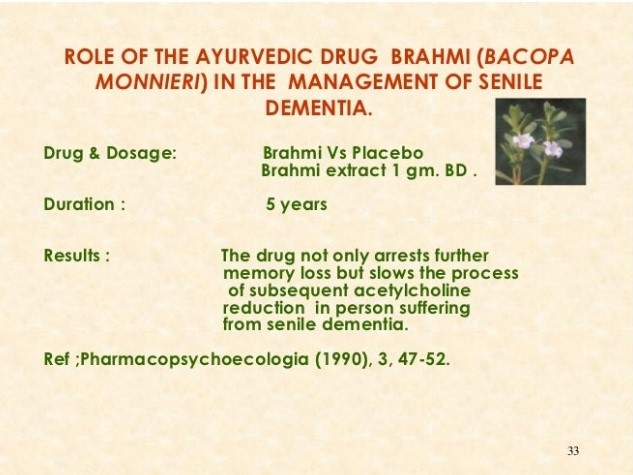 ROLE OF THE AYURVEDIC DRUG BRAHMI (BACOPA
MONNIERI) IN THE MANAGEMENT OF SENILE
DEMENTIA.
Drug & Dosage: Brahmi Vs Placebo
Brahmi extract 1 gm. BD .
Duration : 5 years
Results : The drug not only arrests further
memory loss but slows the process
of subsequent acetylcholine
reduction in person suffering
from senile dementia.
Ref ;Pharmacopsychoecologia (1990), 3, 47-52.
33